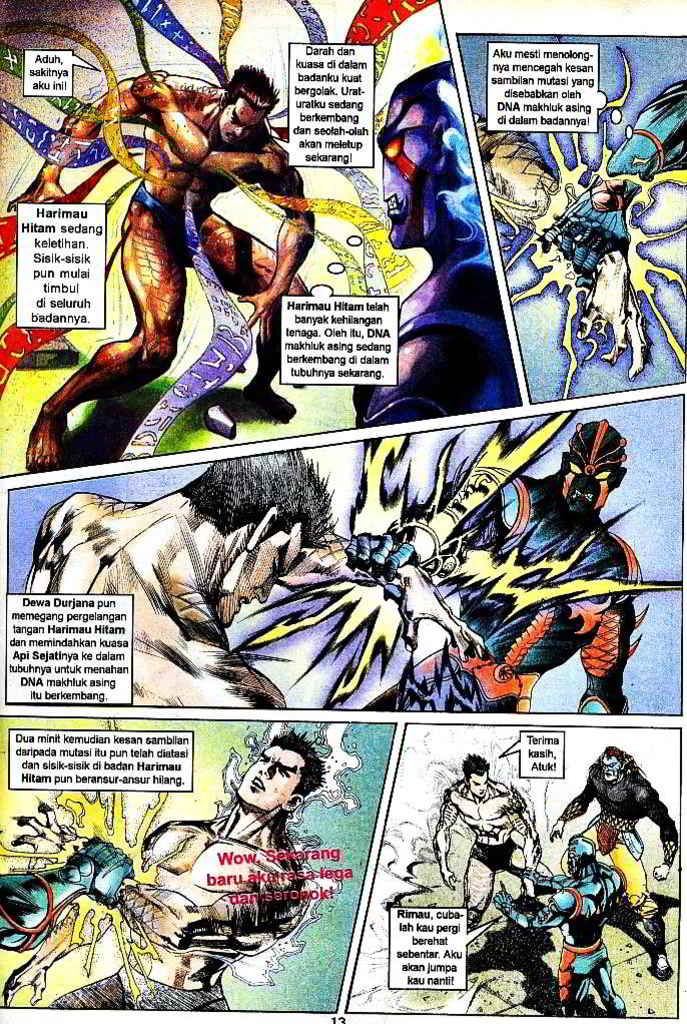 Aduh,
sakitnya
aku ini!
Darah dan
kuasa di dalam
badanku kuat
bergolak. Urat-
uratku sedang
berkembang
dan seolah-olah
akan meletup
sekarang!
Harimau
Hitam sedang
keletihan.
Sisik-sisik
pun mulai
timbul
di seluruh
badannya.
Harimau Hitam telah
banyak kehilangan
tenaga. Oleh itu, DNA
makhluk asing sedang
berkembang di dalam
tubuhnya sekarang.
Aku mesti menolong-
nya mencegah kesan
sambilan mutasi yang
disebabkan oleh
DNA makhluk asing
di dalam badannya!
Dewa Durjana pun
memegang pergelangan
tangan Harimau Hitam
dan memindahkan kuasa
Api Sejatinya ke dalam
tubuhnya untuk menahan
DNA makhluk asing
itu berkembang.
Dua minit kemudian kesan sambilan
daripada mutasi itu pun telah diatasi
dan sisik-sisik di badan Harimau
Hitam pun beransur-ansur hilang.
Wow, Sekarang
baru aku rasa lega
dan seronok!
Terima
kasih,
Atuk!
Rimau, cuba-
lah kau pergi
berehat
sebentar. Aku
akan jumpa
kau nanti!
13